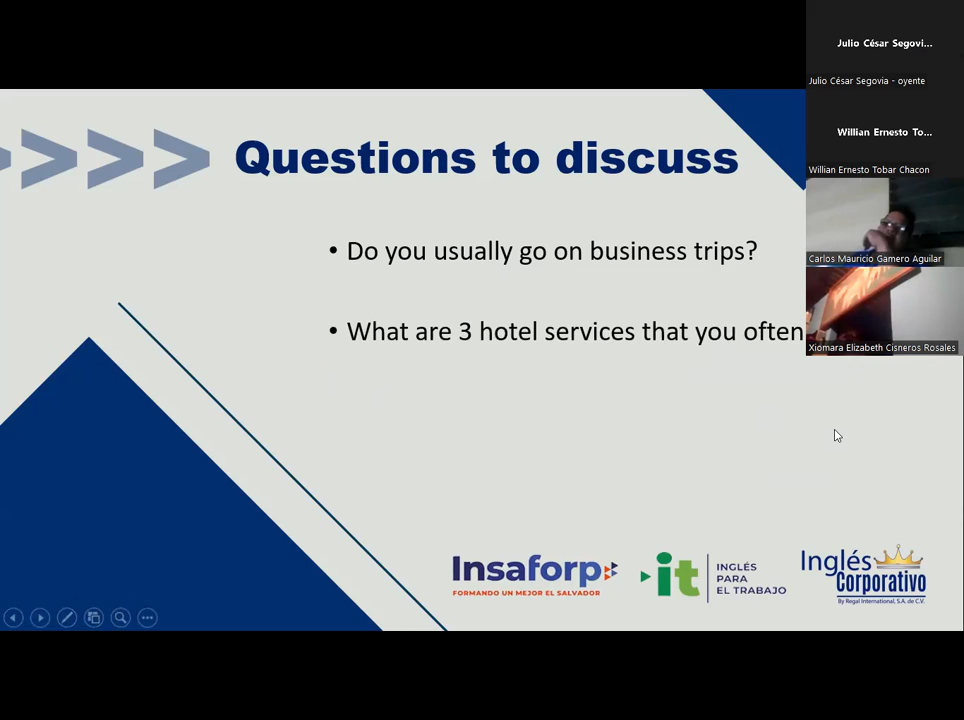 Julio César Segovi...
Julio César Segovia - oyente
Willian Ernesto To...
Willian Ernesto Tobar Chacon
Carlos Mauricio Gamero Aguilar
Xiomara Elizabeth Cisneros Rosales
>>>> Questions to discuss
• Do you usually go on business trips?
• What are 3 hotel services that you often
Insaforp
FORMANDO UN MEJOR EL SALVADOR
it
INGLÉS
PARA
EL TRABAJO
Inglés
Corporativo
By Regal International, S.A. de C.V.